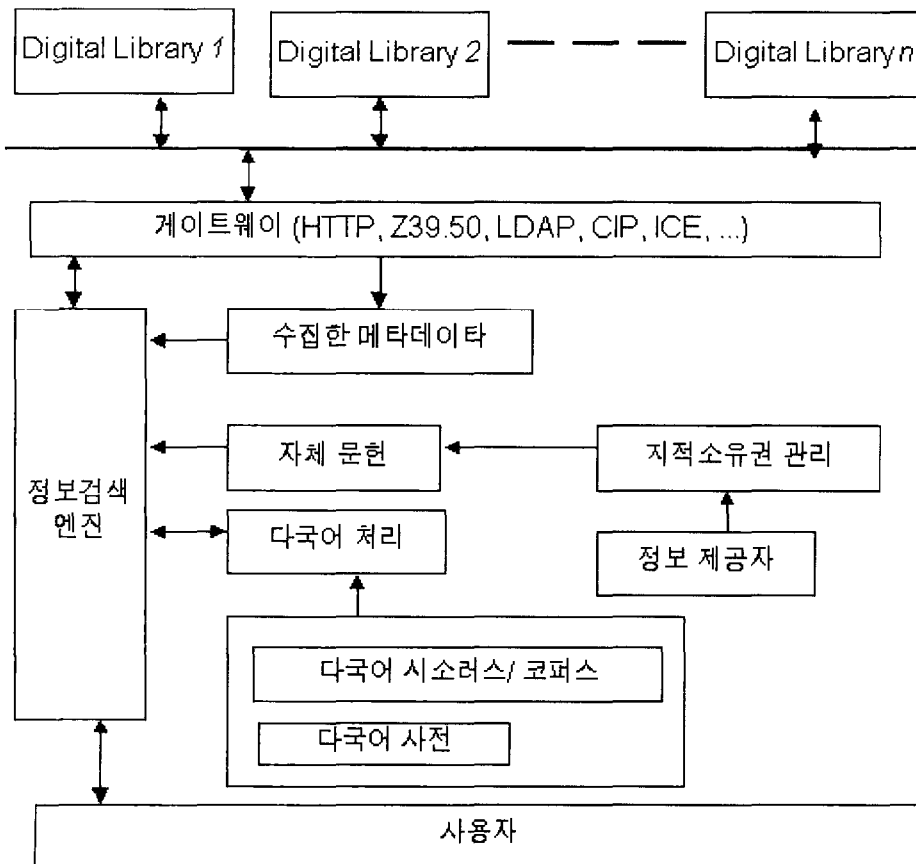 Digital Library 1
Digital Library 2
Digital Library n
게이트웨이 (HTTP, Z39.50, LDAP, CIP, ICE, ...)
수집한 메타데이타
자체 문헌
지적소유권 관리
정보검색
엔진
다국어 처리
정보 제공자
다국어 시소러스/ 코퍼스
다국어 사전
사용자